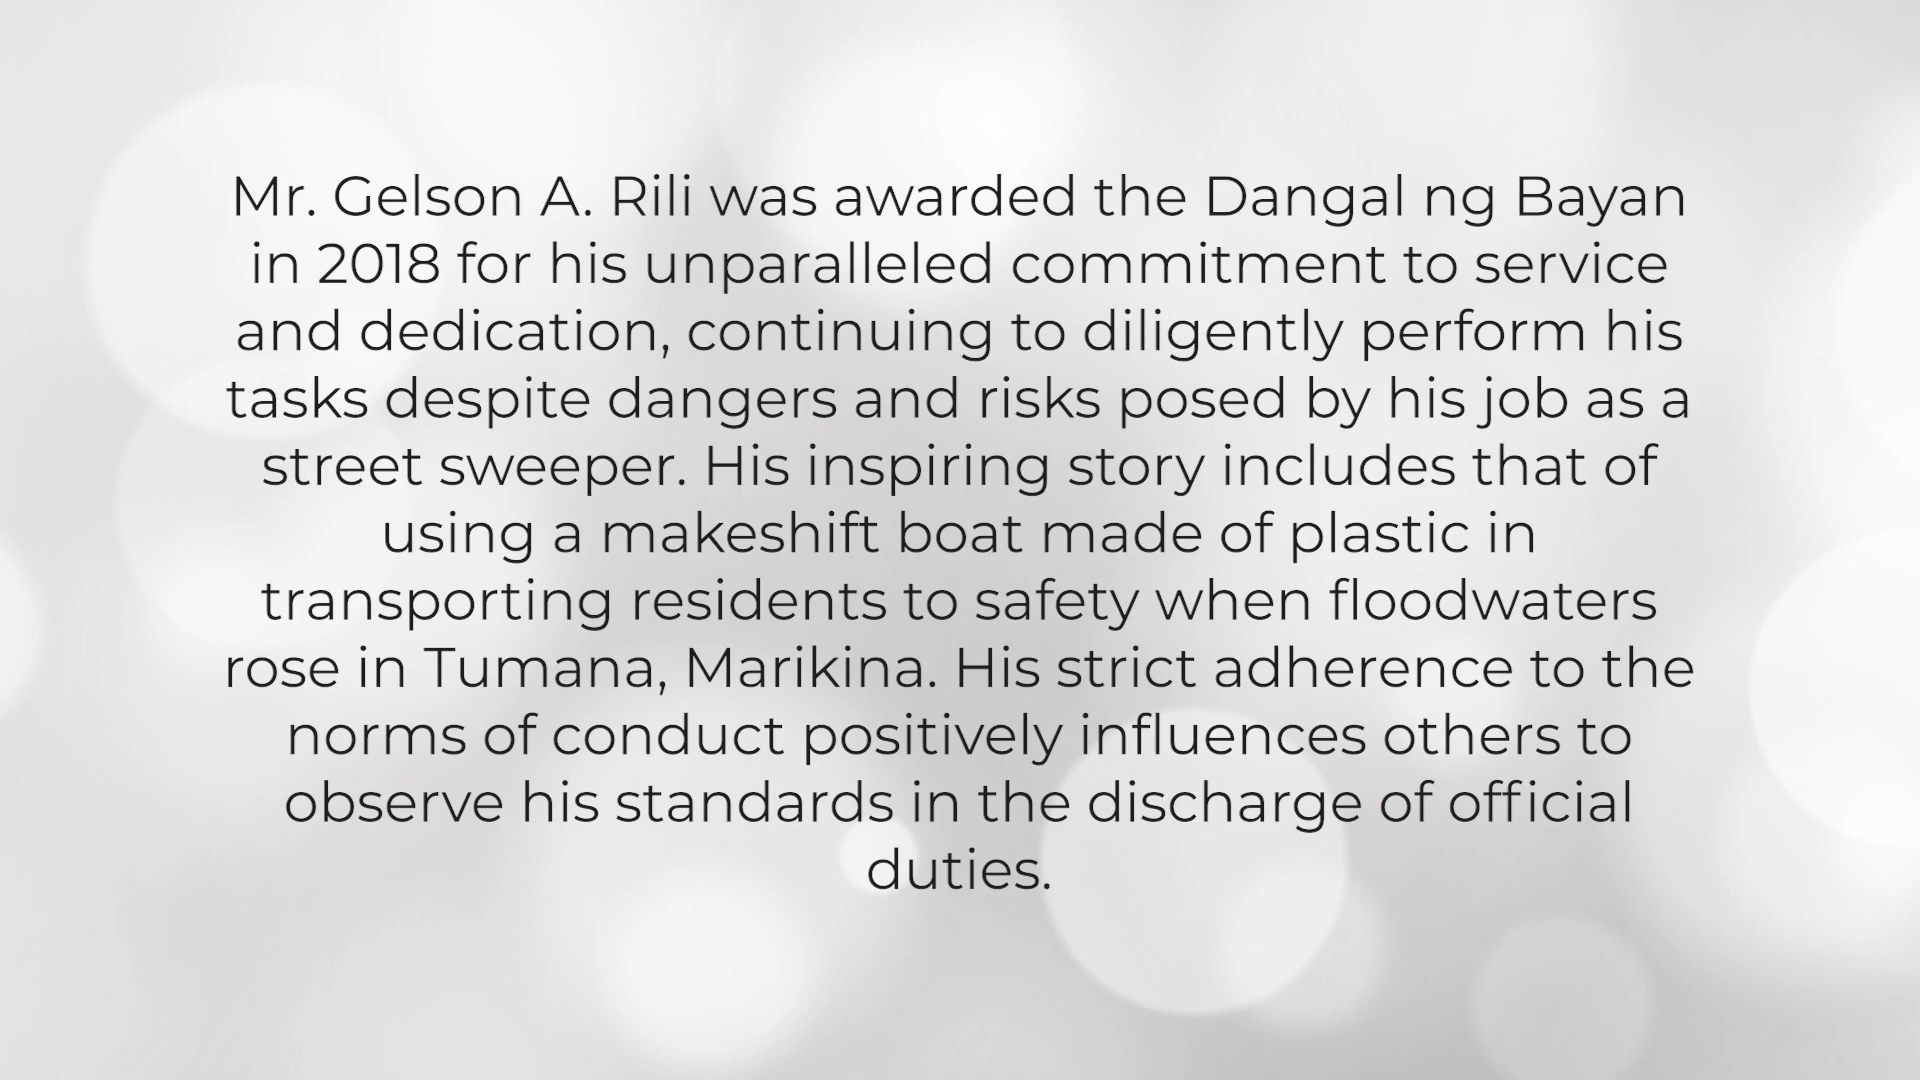 Mr. Gelson A. Rili was awarded the Dangal ng Bayan
in 2018 for his unparalleled commitment to service
and dedication, continuing to diligently perform his
tasks despite dangers and risks posed by his job as a
street sweeper. His inspiring story includes that of
using a makeshift boat made of plastic in
transporting residents to safety when floodwaters
rose in Tumana, Marikina. His strict adherence to the
norms of conduct positively influences others to
observe his standards in the discharge of official
duties.